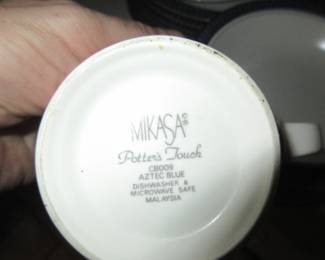 MIKASA©®
Potter's Touch
CB009
AZTEC BLUE
DISHWASHER &
MICROWAVE SAFE
MALAYSIA